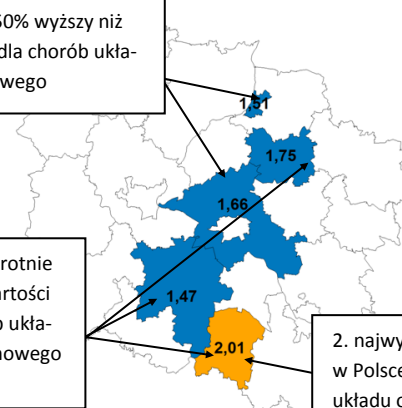 50% wyższy niż
dla chorób ukła-
wego
1,51
1,75
1,66
rotnie
artości
b ukła-
nowego
1,47
2,01
2. najwy
w Polsce
układu o